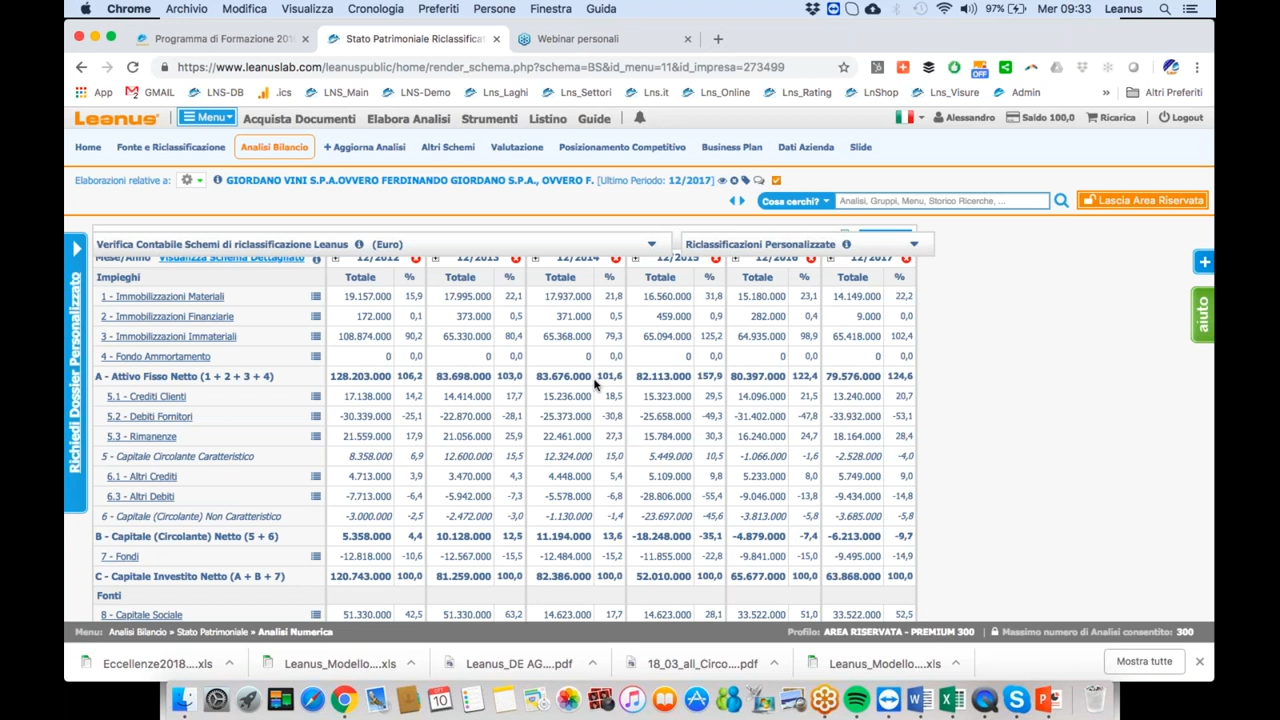 Chrome Archivio Modifica Visualizza Cronologia Preferiti Persone Finestra Guida 97% Mer 09:33 Leanus
Programma di Formazione 201 Stato Patrimoniale Riclassificat Webinar personali
https://www.leanuslab.com/leanuspublic/home/render_schema.php?schema=BS&id_menu=11&id_impresa=273499
App GMAIL LNS-DB .ics LNS_Main LNS-Demo Lns_Laghi Lns_Settori Lns.it Lns_Online Lns_Rating LnShop Lns_Visure Admin » Altri Preferiti
OFF
Leanus Menu Acquista Documenti Elabora Analisi Strumenti Listino Guide Alessandro Saldo 100,0 Ricarica Logout
Home Fonte e Riclassificazione Analisi Bilancio + Aggiorna Analisi Altri Schemi Valutazione Posizionamento Competitivo Business Plan Dati Azienda Slide
Elaborazioni relative a: GIORDANO VINI S.P.A.OVVERO FERDINANDO GIORDANO S.P.A., OVVERO F. [Ultimo Periodo: 12/2017]
Cosa cerchi? Analisi, Gruppi, Menu, Storico Ricerche, ... Lascia Area Riservata
Verifica Contabile Schemi di riclassificazione Leanus (Euro) Riclassificazioni Personalizzate
Mese/Anno Visualizza Schema Dettagliato 12/2012 12/2013 12/2014 12/2015 12/2016 12/2017
Impieghi Totale % Totale % Totale % Totale % Totale % Totale %
1 - Immobilizzazioni Materiali 19.157.000 15,9 17.995.000 22,1 17.937.000 21,8 16.560.000 31,8 15.180.000 23,1 14.149.000 22,2
2 - Immobilizzazioni Finanziarie 172.000 0,1 373.000 0,5 371.000 0,5 459.000 0,9 282.000 0,4 9.000 0,0
3 - Immobilizzazioni Immateriali 108.874.000 90,2 65.330.000 80,4 65.368.000 79,3 65.094.000 125,2 64.935.000 98,9 65.418.000 102,4
4 - Fondo Ammortamento 0 0,0 0 0,0 0 0,0 0 0,0 0 0,0 0 0,0
A - Attivo Fisso Netto (1 + 2 + 3 + 4) 128.203.000 106,2 83.698.000 103,0 83.676.000 101,6 82.113.000 157,9 80.397.000 122,4 79.576.000 124,6
5.1 - Crediti Clienti 17.138.000 14,2 14.414.000 17,7 15.236.000 18,5 15.323.000 29,5 14.096.000 21,5 13.240.000 20,7
5.2 - Debiti Fornitori -30.339.000 -25,1 -22.870.000 -28,1 -25.373.000 -30,8 -25.658.000 -49,3 -31.402.000 -47,8 -33.932.000 -53,1
5.3 - Rimanenze 21.559.000 17,9 21.056.000 25,9 22.461.000 27,3 15.784.000 30,3 16.240.000 24,7 18.164.000 28,4
5 - Capitale Circolante Caratteristico 8.358.000 6,9 12.600.000 15,5 12.324.000 15,0 5.449.000 10,5 -1.066.000 -1,6 -2.528.000 -4,0
6.1 - Altri Crediti 4.713.000 3,9 3.470.000 4,3 4.448.000 5,4 5.109.000 9,8 5.233.000 8,0 5.749.000 9,0
6.3 - Altri Debiti -7.713.000 -6,4 -5.942.000 -7,3 -5.578.000 -6,8 -28.806.000 -55,4 -9.046.000 -13,8 -9.434.000 -14,8
6 - Capitale (Circolante) Non Caratteristico -3.000.000 -2,5 -2.472.000 -3,0 -1.130.000 -1,4 -23.697.000 -45,6 -3.813.000 -5,8 -3.685.000 -5,8
B - Capitale (Circolante) Netto (5 + 6) 5.358.000 4,4 10.128.000 12,5 11.194.000 13,6 -18.248.000 -35,1 -4.879.000 -7,4 -6.213.000 -9,7
7 - Fondi -12.818.000 -10,6 -12.567.000 -15,5 -12.484.000 -15,2 -11.855.000 -22,8 -9.841.000 -15,0 -9.495.000 -14,9
C - Capitale Investito Netto (A + B + 7) 120.743.000 100,0 81.259.000 100,0 82.386.000 100,0 52.010.000 100,0 65.677.000 100,0 63.868.000 100,0
Fonti
8 - Capitale Sociale 51.330.000 42,5 51.330.000 63,2 14.623.000 17,7 14.623.000 28,1 33.522.000 51,0 33.522.000 52,5
Richiedi Dossier Personalizzato
aiuto
Menu: Analisi Bilancio » Stato Patrimoniale » Analisi Numerica Profilo: AREA RISERVATA - PREMIUM 300 Massimo numero di Analisi consentito: 300
Eccellenze2018....xls Leanus_Modello....xls Leanus_DE AG....pdf 18_03_all_Circo....pdf Leanus_Modello....xls Mostra tutte
10